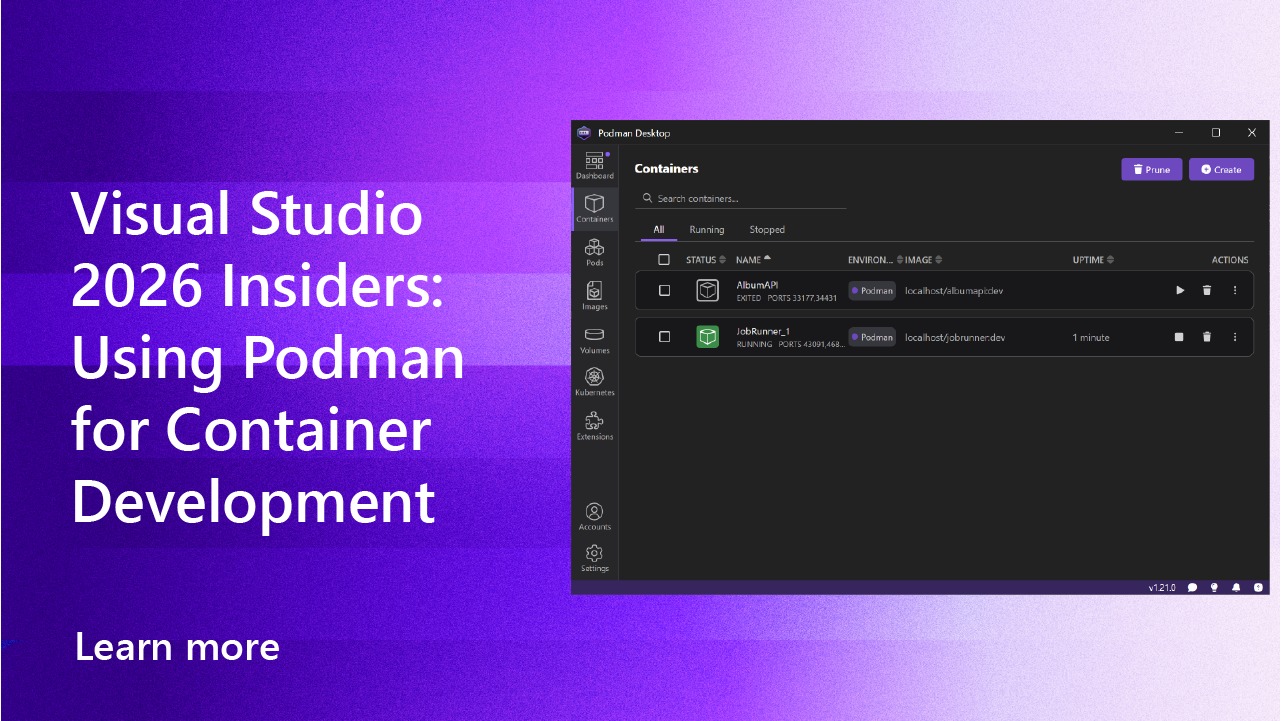 Visual Studio
2026 Insiders:
Using Podman
for Container
Development
Learn more
Podman Desktop
Dashboard
Containers
Pods
Images
Volumes
Kubernetes
Extensions
Accounts
Settings
Containers
Prune
Create
Search containers...
All Running Stopped
STATUS NAME ENVIRON... IMAGE UPTIME ACTIONS
AlbumAPI
EXITED PORTS 33177,34431
Podman
localhost/albumapi:dev
JobRunner_1
RUNNING PORTS 43091,468...
Podman
localhost/jobrunner:dev
1 minute
v1.21.0